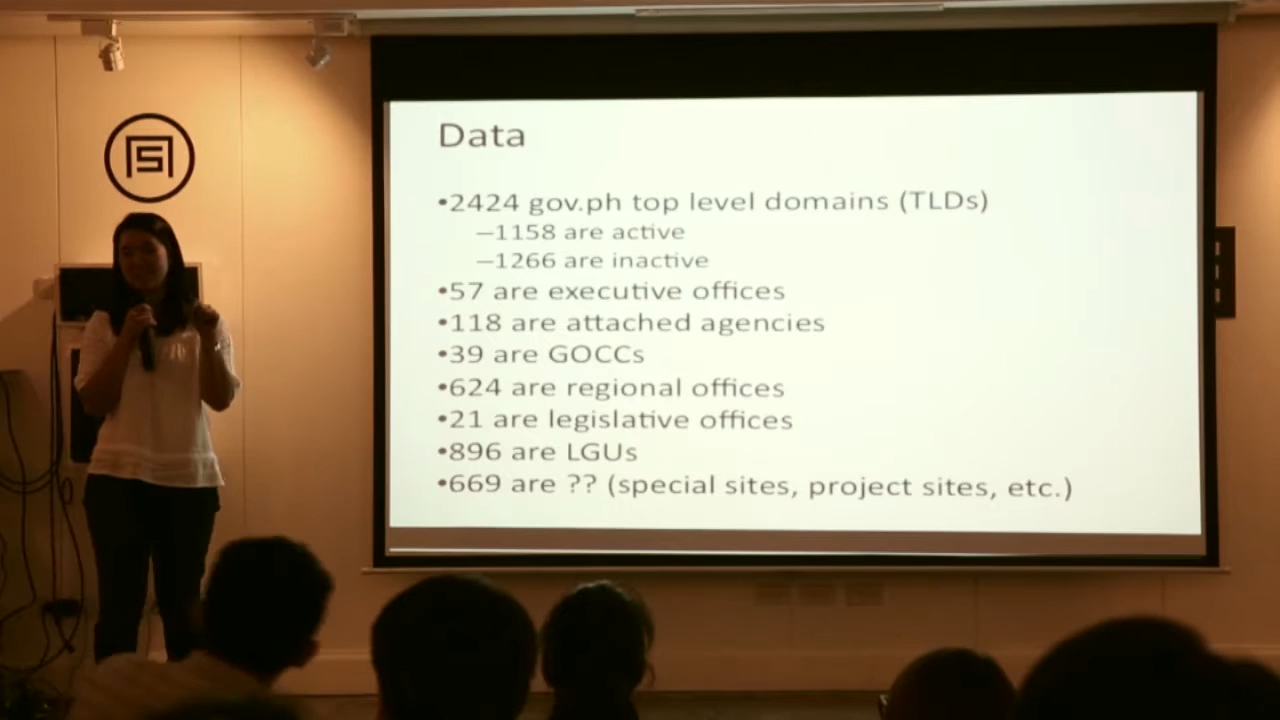 Data
•2424 gov.ph top level domains (TLDs)
–1158 are active
–1266 are inactive
•57 are executive offices
•118 are attached agencies
•39 are GOCCs
•624 are regional offices
•21 are legislative offices
•896 are LGUs
•669 are ?? (special sites, project sites, etc.)